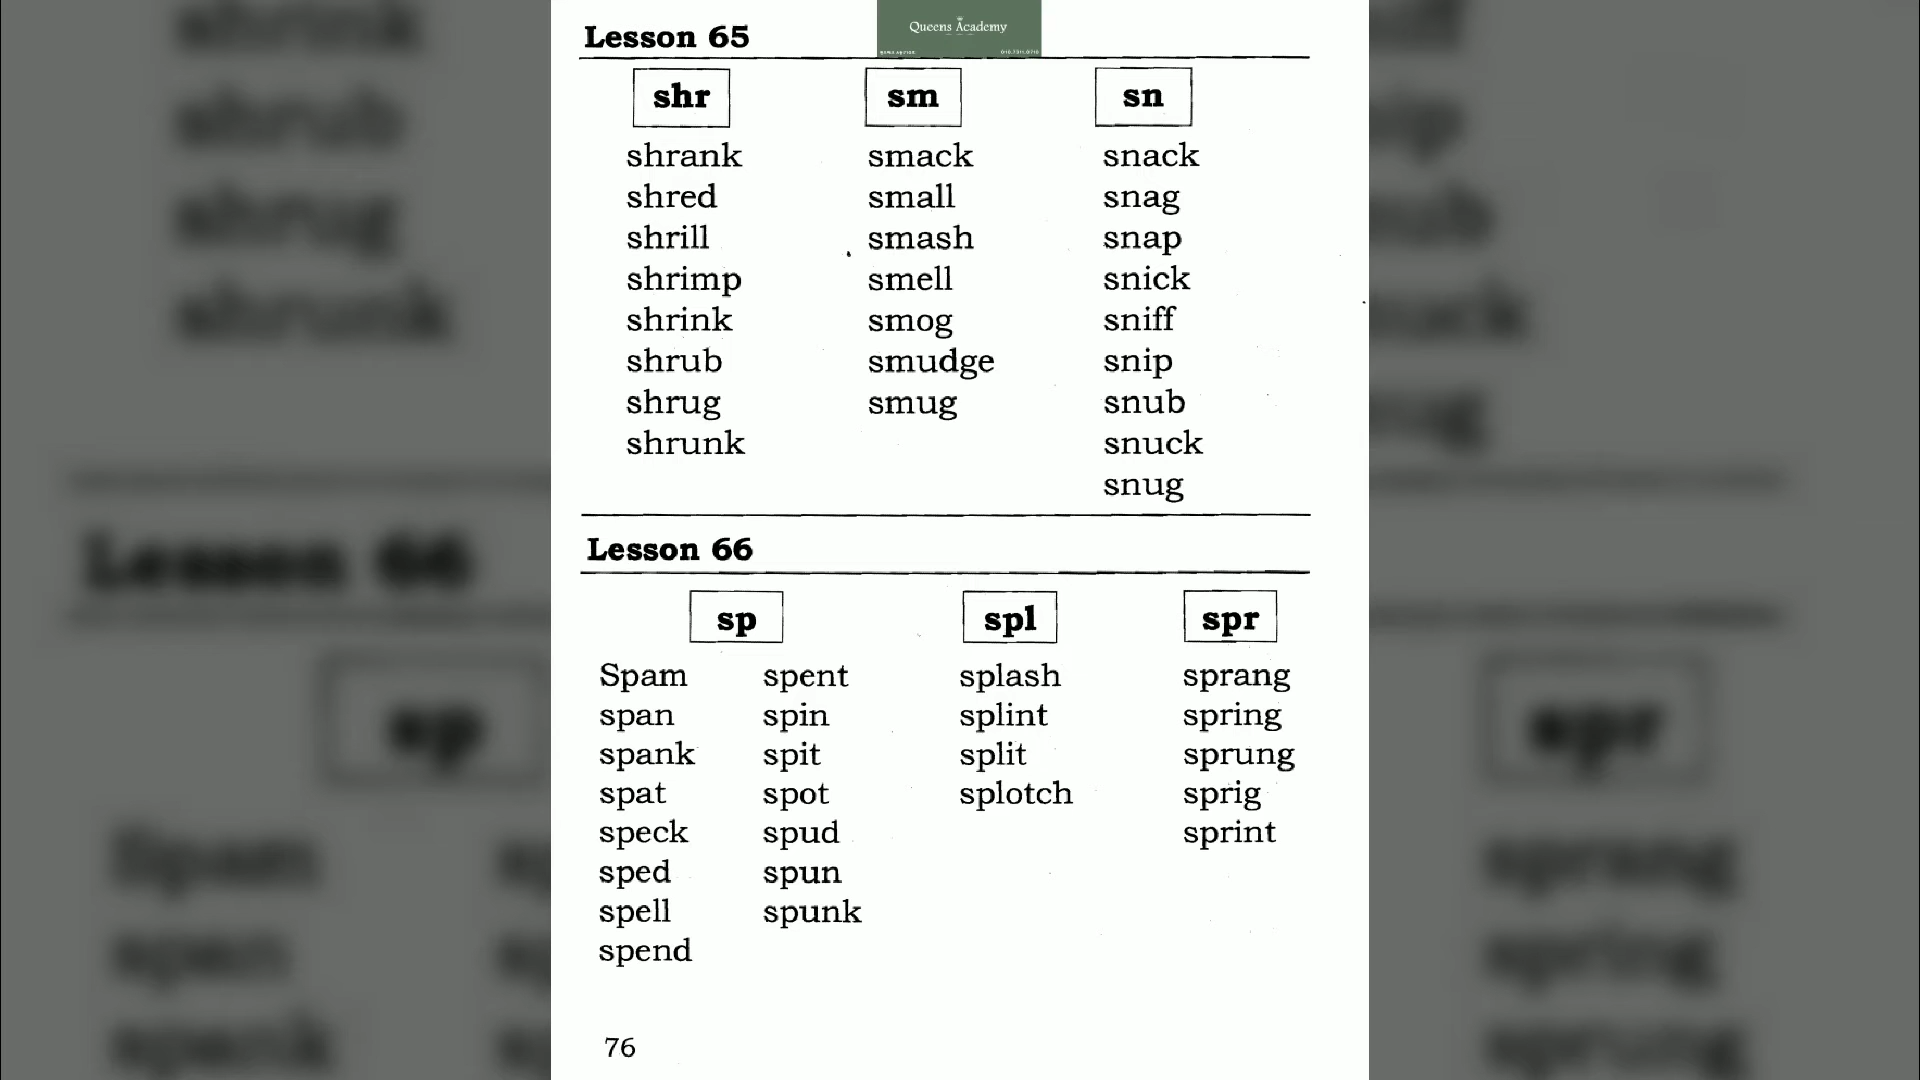 Queens Academy
Lesson 65
shr sm sn
shrank smack snack
shred small snag
shrill smash snap
shrimp smell snick
shrink smog sniff
shrub smudge snip
shrug smug snub
shrunk snuck
snug
Lesson 66
sp spl spr
Spam spent splash sprang
span spin splint spring
spank spit split sprung
spat spot splotch sprig
speck spud sprint
sped spun
spell spunk
spend
76